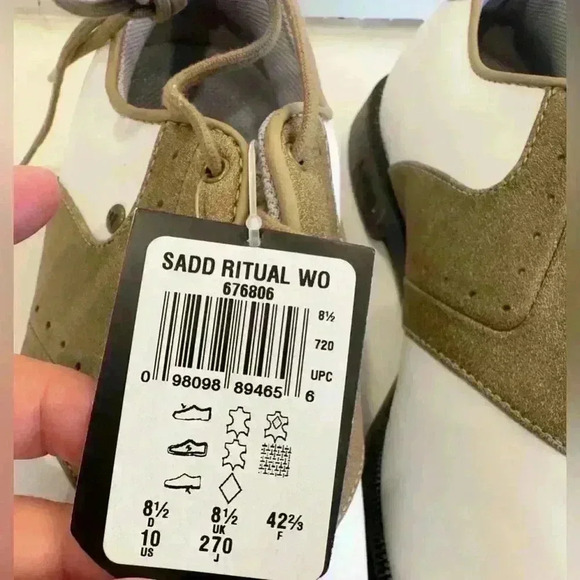 SADD RITUAL WO
676806
8½
720
UPC
0 98098 89465 6
8½ 8½ 42⅔
D UK F
10 270
US J